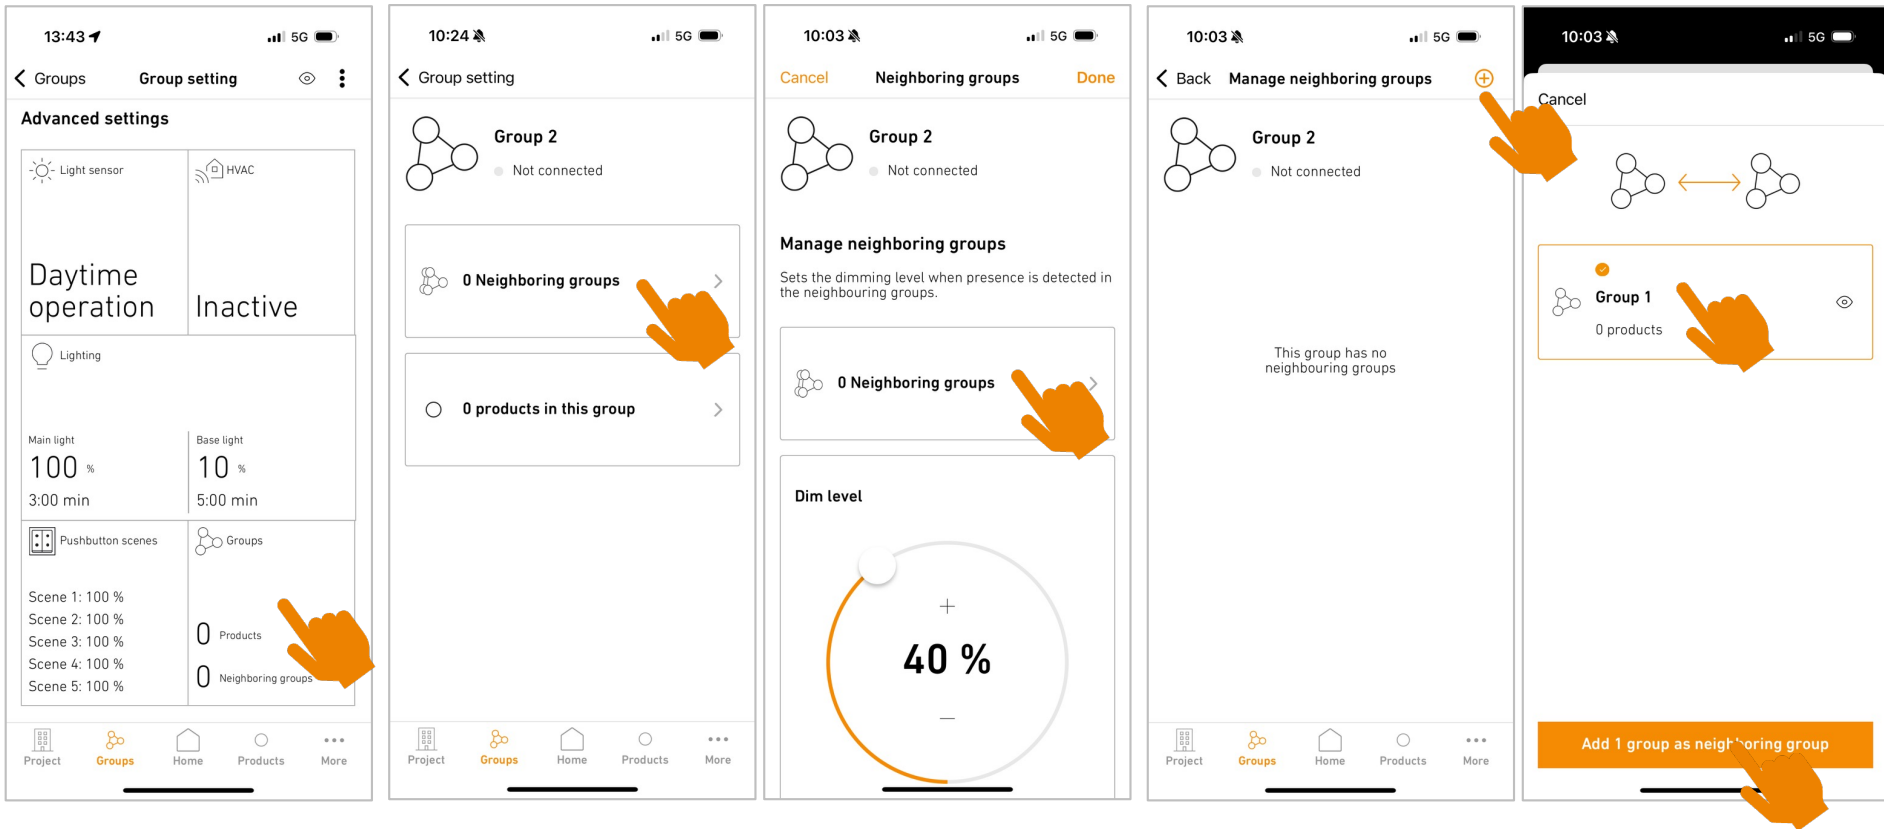 13:43
5G
Groups
Group setting
Advanced settings
Light sensor
HVAC
Daytime
operation
Inactive
Lighting
Main light
Base light
100 %
10 %
3:00 min
5:00 min
Pushbutton scenes
Groups
Scene 1: 100 %
Scene 2: 100 %
Scene 3: 100 %
Scene 4: 100 %
Scene 5: 100 %
0 Products
0 Neighboring groups
Project
Groups
Home
Products
More
10:24
5G
Group setting
Group 2
Not connected
0 Neighboring groups
0 products in this group
Project
Groups
Home
Products
More
10:03
5G
Cancel
Neighboring groups
Done
Group 2
Not connected
Manage neighboring groups
Sets the dimming level when presence is detected in
the neighbouring groups.
0 Neighboring groups
Dim level
+
40 %
−
10:03
5G
Back
Manage neighboring groups
Group 2
Not connected
This group has no
neighbouring groups
Project
Groups
Home
Products
More
10:03
5G
Cancel
Group 1
0 products
Add 1 group as neighboring group